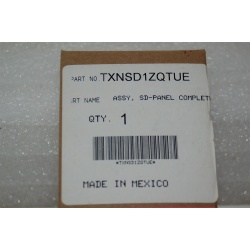 PART NO TXNSD1ZQTUE
RT NAME ASSY, SD-PANEL COMPLET
QTY. 1
*TXNSD1ZQTUE*
MADE IN MEXICO